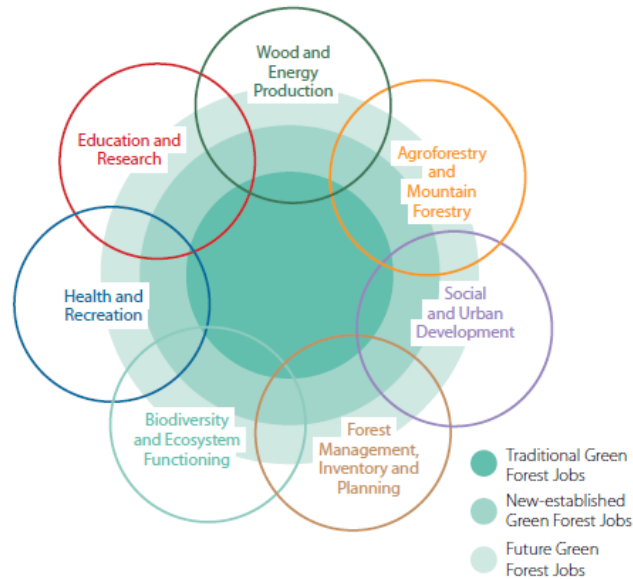 Wood and
Energy
Production
Education and
Research
Agroforestry
and
Mountain
Forestry
Health and
Recreation
Social
and Urban
Development
Biodiversity
and Ecosystem
Functioning
Forest
Management,
Inventory and
Planning
Traditional Green
Forest Jobs
New-established
Green Forest Jobs
Future Green
Forest Jobs